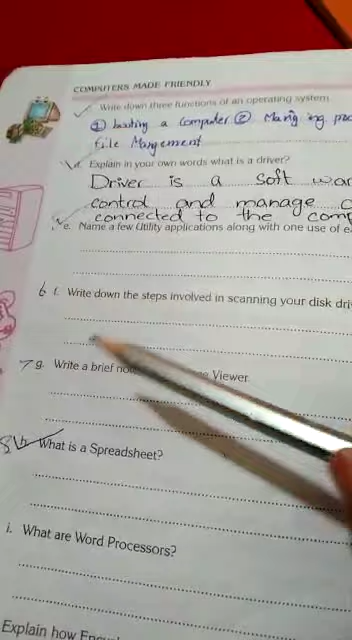 COMPUTERS MADE FRIENDLY
Write down three functions of an operating system
① booting a Computer ② Manging
file Mangement
d. Explain in your own words what is a driver?
Driver is a soft war
control and manage
connected to the comp
e. Name a few Utility applications along with one use of e
6 f. Write down the steps involved in scanning your disk dri
7 g. Write a brief Viewer
8 h. What is a Spreadsheet?
i. What are Word Processors?
Explain how